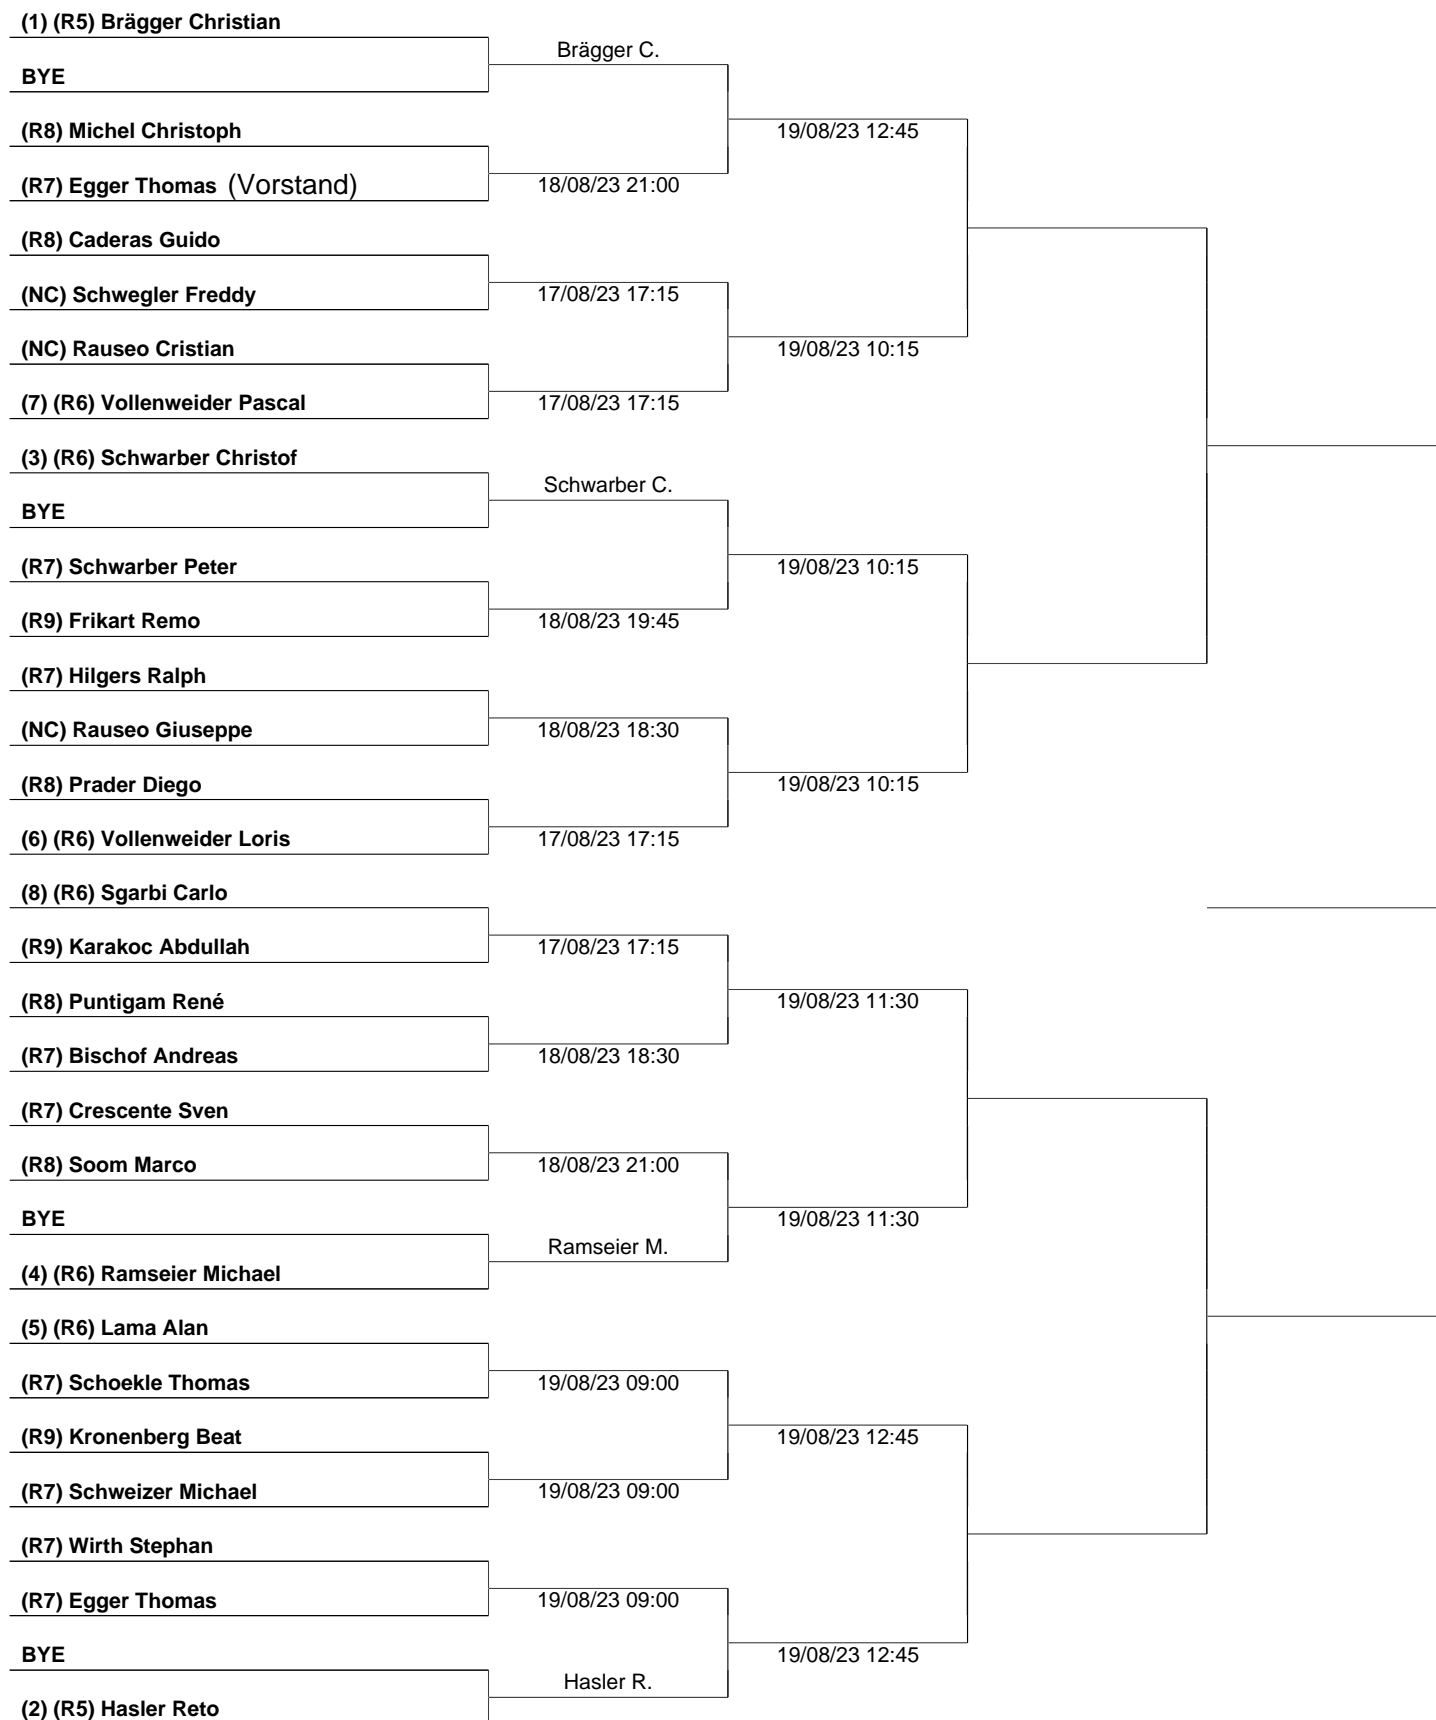 (1) (R5) Brägger Christian
Brägger C.
BYE
(R8) Michel Christoph
19/08/23 12:45
(R7) Egger Thomas (Vorstand)
18/08/23 21:00
(R8) Caderas Guido
(NC) Schwegler Freddy
17/08/23 17:15
(NC) Rauseo Cristian
19/08/23 10:15
(7) (R6) Vollenweider Pascal
17/08/23 17:15
(3) (R6) Schwarber Christof
Schwarber C.
BYE
(R7) Schwarber Peter
19/08/23 10:15
(R9) Frikart Remo
18/08/23 19:45
(R7) Hilgers Ralph
(NC) Rauseo Giuseppe
18/08/23 18:30
(R8) Prader Diego
19/08/23 10:15
(6) (R6) Vollenweider Loris
17/08/23 17:15
(8) (R6) Sgarbi Carlo
(R9) Karakoc Abdullah
17/08/23 17:15
(R8) Puntigam René
19/08/23 11:30
(R7) Bischof Andreas
18/08/23 18:30
(R7) Crescente Sven
(R8) Soom Marco
18/08/23 21:00
BYE
19/08/23 11:30
Ramseier M.
(4) (R6) Ramseier Michael
(5) (R6) Lama Alan
(R7) Schoekle Thomas
19/08/23 09:00
(R9) Kronenberg Beat
19/08/23 12:45
(R7) Schweizer Michael
19/08/23 09:00
(R7) Wirth Stephan
(R7) Egger Thomas
19/08/23 09:00
BYE
19/08/23 12:45
Hasler R.
(2) (R5) Hasler Reto